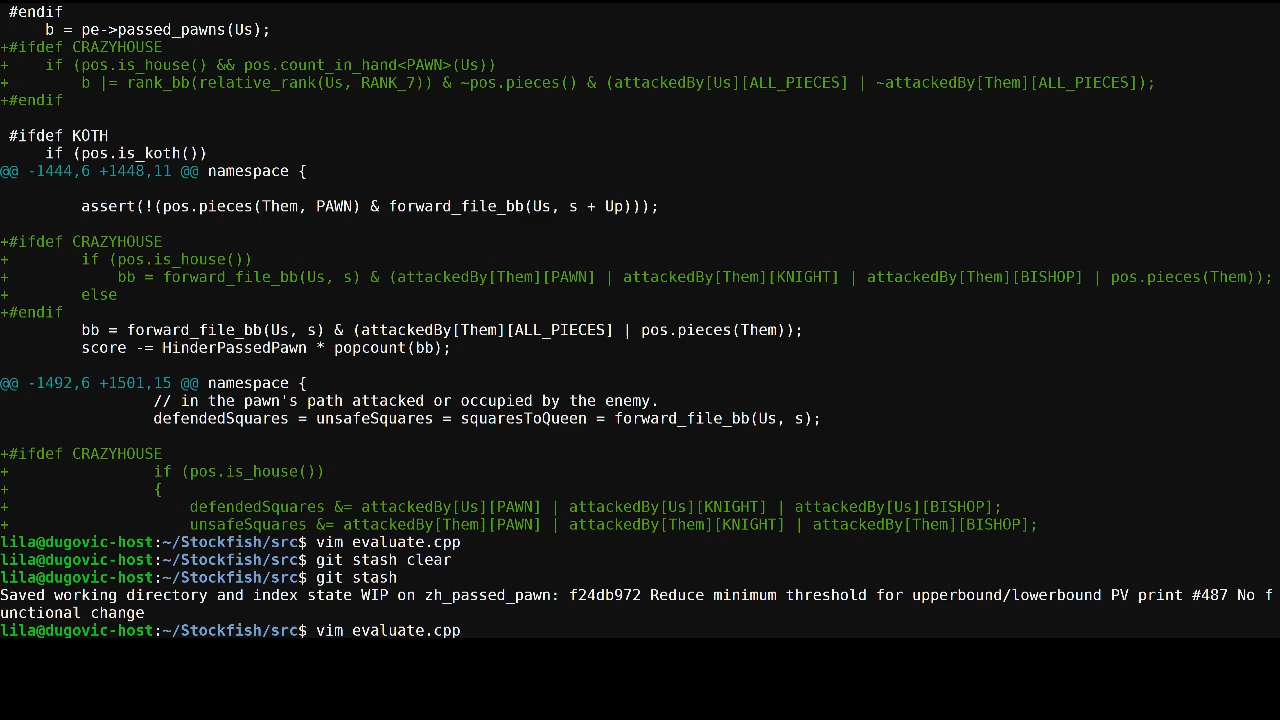 #endif
    b = pe->passed_pawns(Us);
+#ifdef CRAZYHOUSE
+    if (pos.is_house() && pos.count_in_hand<PAWN>(Us))
+        b |= rank_bb(relative_rank(Us, RANK_7)) & ~pos.pieces() & (attackedBy[Us][ALL_PIECES] | ~attackedBy[Them][ALL_PIECES]);
+#endif
 #ifdef KOTH
     if (pos.is_koth())
@@ -1444,6 +1448,11 @@ namespace {
         assert(!(pos.pieces(Them, PAWN) & forward_file_bb(Us, s + Up)));
+#ifdef CRAZYHOUSE
+        if (pos.is_house())
+            bb = forward_file_bb(Us, s) & (attackedBy[Them][PAWN] | attackedBy[Them][KNIGHT] | attackedBy[Them][BISHOP] | pos.pieces(Them));
+        else
+#endif
         bb = forward_file_bb(Us, s) & (attackedBy[Them][ALL_PIECES] | pos.pieces(Them));
         score -= HinderPassedPawn * popcount(bb);
@@ -1492,6 +1501,15 @@ namespace {
                 // in the pawn's path attacked or occupied by the enemy.
                 defendedSquares = unsafeSquares = squaresToQueen = forward_file_bb(Us, s);
+#ifdef CRAZYHOUSE
+                if (pos.is_house())
+                {
+                    defendedSquares &= attackedBy[Us][PAWN] | attackedBy[Us][KNIGHT] | attackedBy[Us][BISHOP];
+                    unsafeSquares &= attackedBy[Them][PAWN] | attackedBy[Them][KNIGHT] | attackedBy[Them][BISHOP];
lila@dugovic-host:~/Stockfish/src$ vim evaluate.cpp
lila@dugovic-host:~/Stockfish/src$ git stash clear
lila@dugovic-host:~/Stockfish/src$ git stash
Saved working directory and index state WIP on zh_passed_pawn: f24db972 Reduce minimum threshold for upperbound/lowerbound PV print #487 No f
unctional change
lila@dugovic-host:~/Stockfish/src$ vim evaluate.cpp